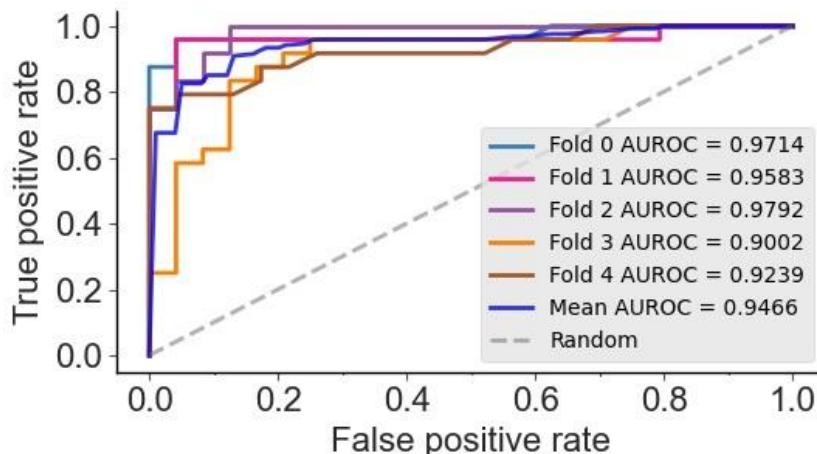 1.0
0.8
0.6
0.4
0.2
0.0
True positive rate
Fold 0 AUROC = 0.9714
Fold 1 AUROC = 0.9583
Fold 2 AUROC = 0.9792
Fold 3 AUROC = 0.9002
Fold 4 AUROC = 0.9239
Mean AUROC = 0.9466
Random
0.0 0.2 0.4 0.6 0.8 1.0
False positive rate